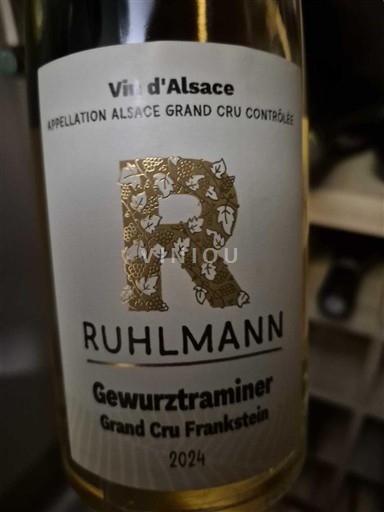 Vin d'Alsace
APPELLATION ALSACE GRAND CRU CONTRÔLÉE
R
VINIOU
RUHLMANN
Gewurztraminer
Grand Cru Frankstein
2024